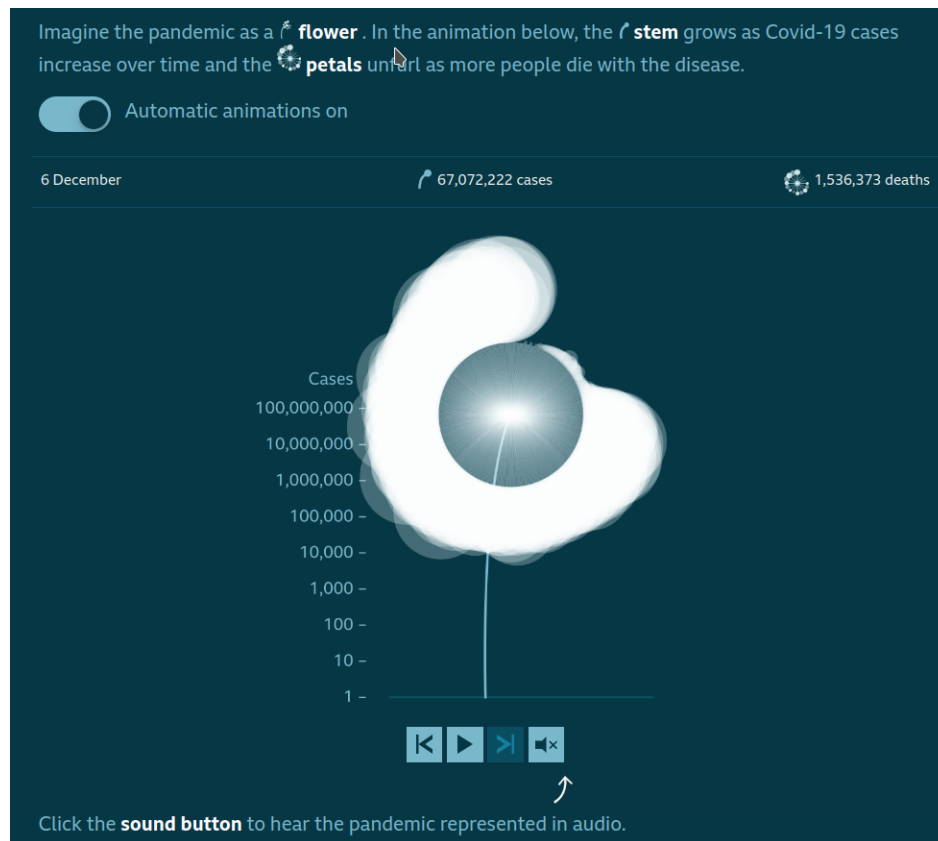 Imagine the pandemic as a flower . In the animation below, the stem grows as Covid-19 cases
increase over time and the petals unfurl as more people die with the disease.
Automatic animations on
6 December 67,072,222 cases 1,536,373 deaths
Cases
100,000,000
10,000,000
1,000,000
100,000
10,000
1,000
100
10
1
Click the sound button to hear the pandemic represented in audio.